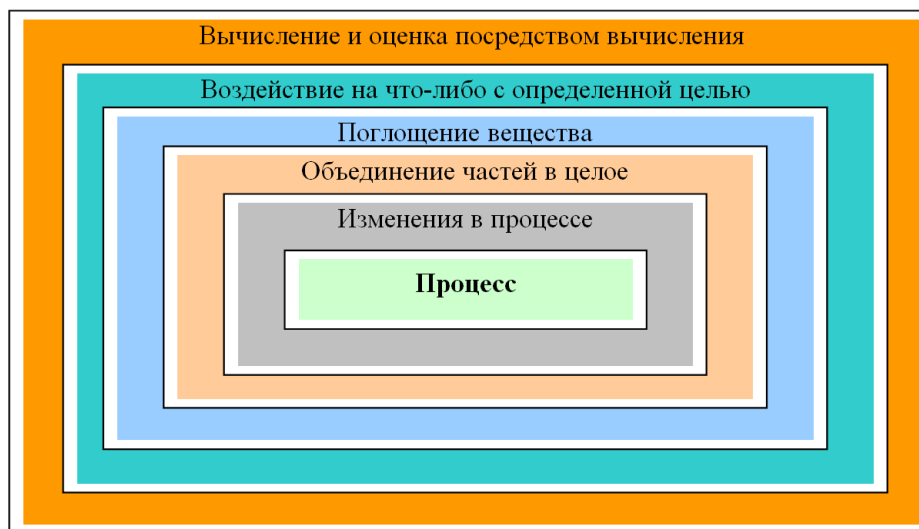 Вычисление и оценка посредством вычисления
Воздействие на что-либо с определенной целью
Поглощение вещества
Объединение частей в целое
Изменения в процессе
Процесс